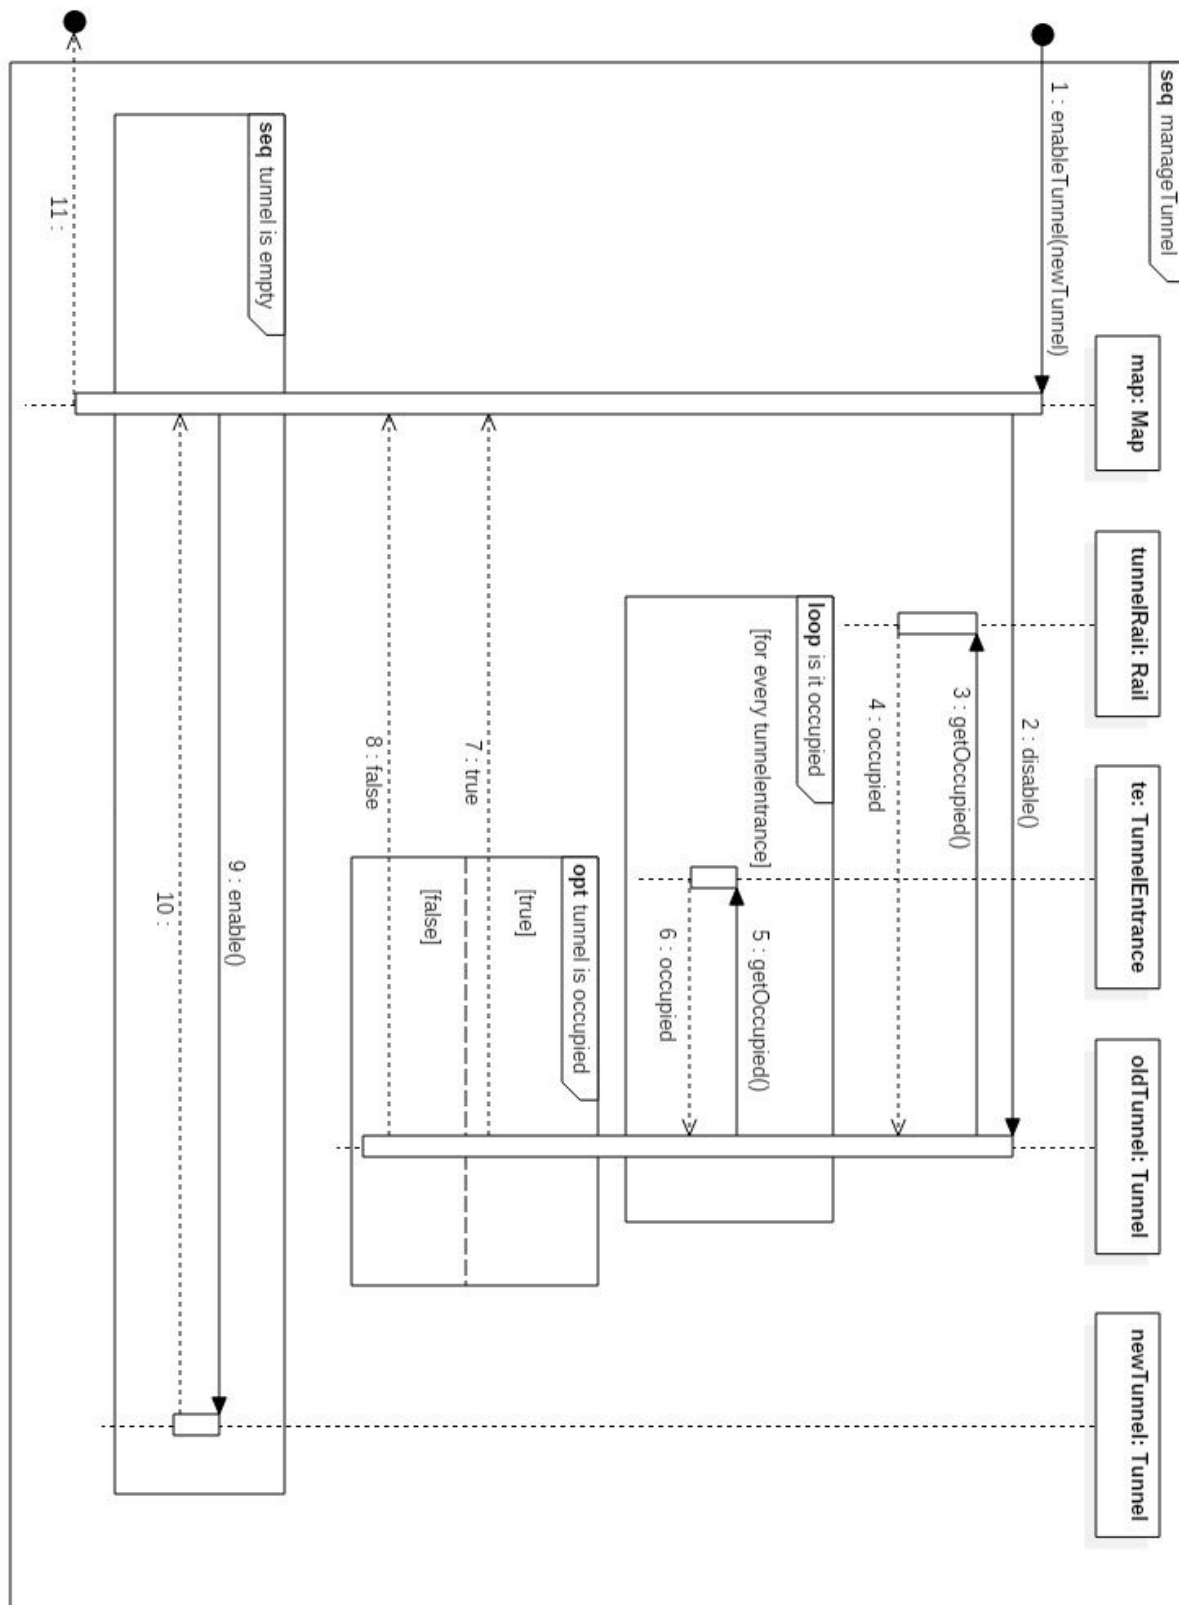 seq manageTunnel
map: Map
tunnelRail: Rail
te: TunnelEntrance
oldTunnel: Tunnel
newTunnel: Tunnel
1 : enableTunnel(newTunnel)
2 : disable()
3 : getOccupied()
4 : occupied
loop is it occupied
[for every tunnelentrance]
5 : getOccupied()
6 : occupied
opt tunnel is occupied
[true]
7 : true
[false]
8 : false
seq tunnel is empty
9 : enable()
10 :
11 :